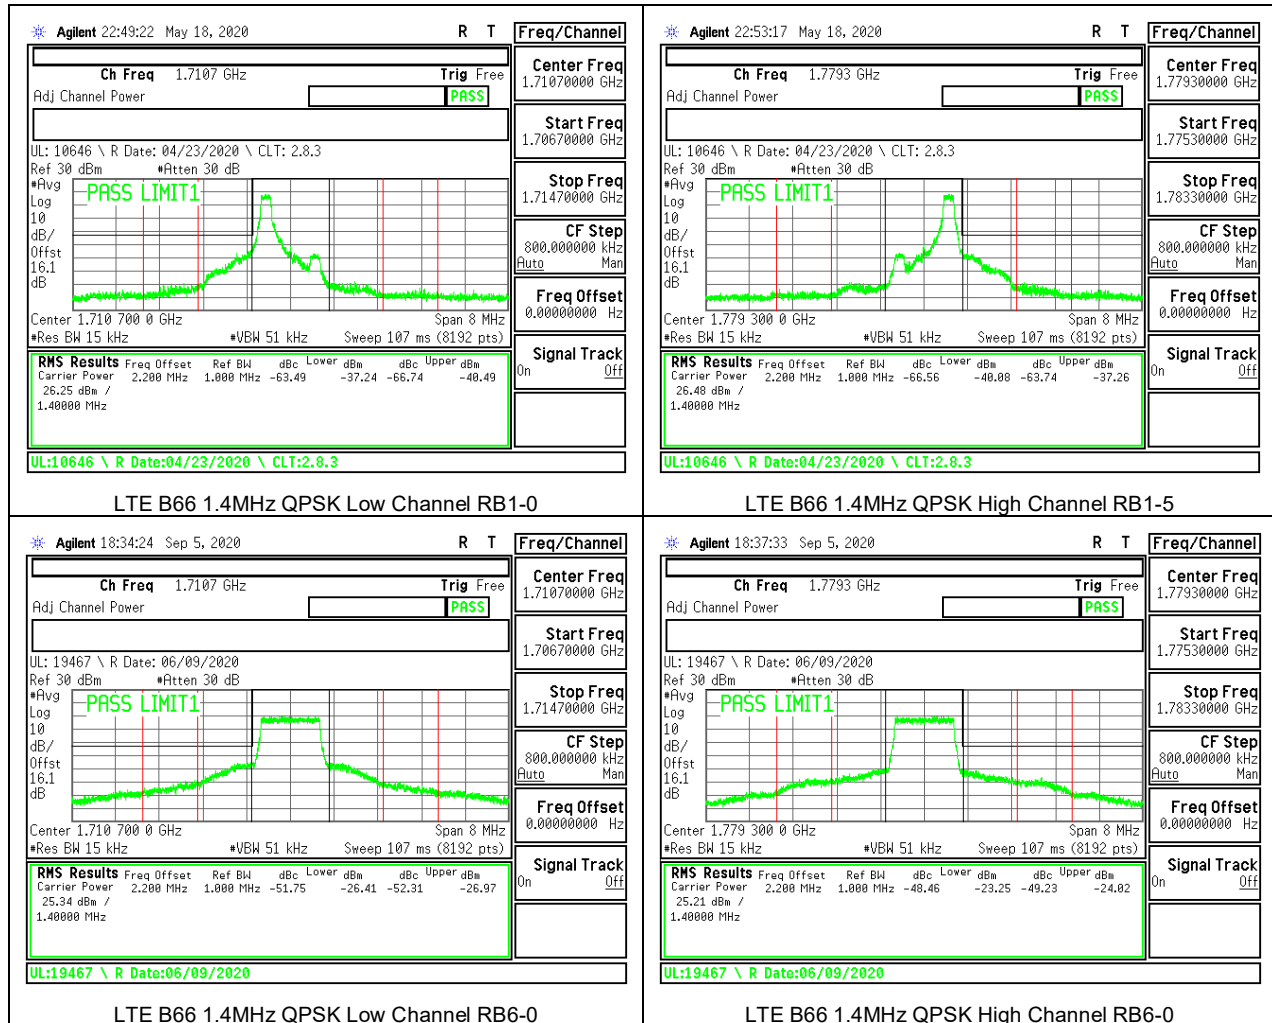 Agilent 22:49:22 May 18, 2020 R T Freq/Channel
Ch Freq 1.7107 GHz Trig Free
Adj Channel Power PASS
Center Freq
1.71070000 GHz
Start Freq
1.70670000 GHz
UL: 10646 \ R Date: 04/23/2020 \ CLT: 2.8.3
Ref 30 dBm #Atten 30 dB
#Avg
Log
10
dB/
Offst
16.1
dB
PASS LIMIT1
Stop Freq
1.71470000 GHz
CF Step
800.000000 kHz
Auto Man
Freq Offset
0.00000000 Hz
Center 1.710 700 0 GHz Span 8 MHz
#Res BW 15 kHz #VBW 51 kHz Sweep 107 ms (8192 pts)
Signal Track
On Off
RMS Results Freq Offset Ref BW dBc Lower dBm dBc Upper dBm
Carrier Power 2.200 MHz 1.000 MHz -63.49 -37.24 -66.74 -40.49
26.25 dBm /
1.40000 MHz
UL:10646 \ R Date:04/23/2020 \ CLT:2.8.3
LTE B66 1.4MHz QPSK Low Channel RB1-0
Agilent 22:53:17 May 18, 2020 R T Freq/Channel
Ch Freq 1.7793 GHz Trig Free
Adj Channel Power PASS
Center Freq
1.77930000 GHz
Start Freq
1.77530000 GHz
UL: 10646 \ R Date: 04/23/2020 \ CLT: 2.8.3
Ref 30 dBm #Atten 30 dB
#Avg
Log
10
dB/
Offst
16.1
dB
PASS LIMIT1
Stop Freq
1.78330000 GHz
CF Step
800.000000 kHz
Auto Man
Freq Offset
0.00000000 Hz
Center 1.779 300 0 GHz Span 8 MHz
#Res BW 15 kHz #VBW 51 kHz Sweep 107 ms (8192 pts)
Signal Track
On Off
RMS Results Freq Offset Ref BW dBc Lower dBm dBc Upper dBm
Carrier Power 2.200 MHz 1.000 MHz -66.56 -40.08 -63.74 -37.26
26.48 dBm /
1.40000 MHz
UL:10646 \ R Date:04/23/2020 \ CLT:2.8.3
LTE B66 1.4MHz QPSK High Channel RB1-5
Agilent 18:34:24 Sep 5, 2020 R T Freq/Channel
Ch Freq 1.7107 GHz Trig Free
Adj Channel Power PASS
Center Freq
1.71070000 GHz
Start Freq
1.70670000 GHz
UL: 19467 \ R Date: 06/09/2020
Ref 30 dBm #Atten 30 dB
#Avg
Log
10
dB/
Offst
16.1
dB
PASS LIMIT1
Stop Freq
1.71470000 GHz
CF Step
800.000000 kHz
Auto Man
Freq Offset
0.00000000 Hz
Center 1.710 700 0 GHz Span 8 MHz
#Res BW 15 kHz #VBW 51 kHz Sweep 107 ms (8192 pts)
Signal Track
On Off
RMS Results Freq Offset Ref BW dBc Lower dBm dBc Upper dBm
Carrier Power 2.200 MHz 1.000 MHz -51.75 -26.41 -52.31 -26.97
25.34 dBm /
1.40000 MHz
UL:19467 \ R Date:06/09/2020
LTE B66 1.4MHz QPSK Low Channel RB6-0
Agilent 18:37:33 Sep 5, 2020 R T Freq/Channel
Ch Freq 1.7793 GHz Trig Free
Adj Channel Power PASS
Center Freq
1.77930000 GHz
Start Freq
1.77530000 GHz
UL: 19467 \ R Date: 06/09/2020
Ref 30 dBm #Atten 30 dB
#Avg
Log
10
dB/
Offst
16.1
dB
PASS LIMIT1
Stop Freq
1.78330000 GHz
CF Step
800.000000 kHz
Auto Man
Freq Offset
0.00000000 Hz
Center 1.779 300 0 GHz Span 8 MHz
#Res BW 15 kHz #VBW 51 kHz Sweep 107 ms (8192 pts)
Signal Track
On Off
RMS Results Freq Offset Ref BW dBc Lower dBm dBc Upper dBm
Carrier Power 2.200 MHz 1.000 MHz -48.46 -23.25 -49.23 -24.02
25.21 dBm /
1.40000 MHz
UL:19467 \ R Date:06/09/2020
LTE B66 1.4MHz QPSK High Channel RB6-0